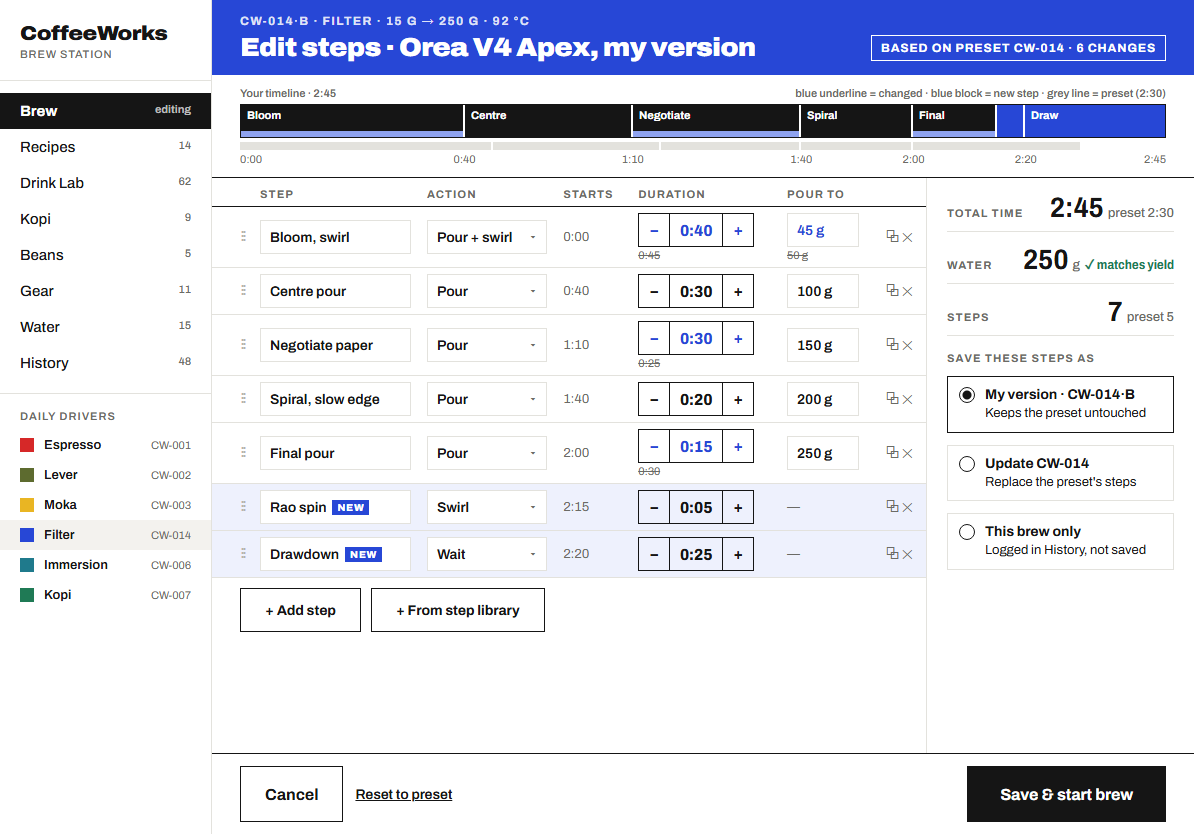 CoffeeWorks
BREW STATION
Brew editing
Recipes 14
Drink Lab 62
Kopi 9
Beans 5
Gear 11
Water 15
History 48
DAILY DRIVERS
Espresso CW-001
Lever CW-002
Moka CW-003
Filter CW-014
Immersion CW-006
Kopi CW-007
CW-014·B · FILTER · 15 G → 250 G · 92 °C
Edit steps · Orea V4 Apex, my version
BASED ON PRESET CW-014 · 6 CHANGES
Your timeline · 2:45
blue underline = changed · blue block = new step · grey line = preset (2:30)
Bloom Centre Negotiate Spiral Final Draw
0:00 0:40 1:10 1:40 2:00 2:20 2:45
STEP ACTION STARTS DURATION POUR TO
Bloom, swirl Pour + swirl 0:00 − 0:40 + 45 g
0:45 50 g
Centre pour Pour 0:40 − 0:30 + 100 g
Negotiate paper Pour 1:10 − 0:30 + 150 g
0:25
Spiral, slow edge Pour 1:40 − 0:20 + 200 g
Final pour Pour 2:00 − 0:15 + 250 g
0:30
Rao spin NEW Swirl 2:15 − 0:05 + —
Drawdown NEW Wait 2:20 − 0:25 + —
+ Add step
+ From step library
TOTAL TIME 2:45 preset 2:30
WATER 250 g ✓ matches yield
STEPS 7 preset 5
SAVE THESE STEPS AS
My version · CW-014·B
Keeps the preset untouched
Update CW-014
Replace the preset's steps
This brew only
Logged in History, not saved
Cancel
Reset to preset
Save & start brew